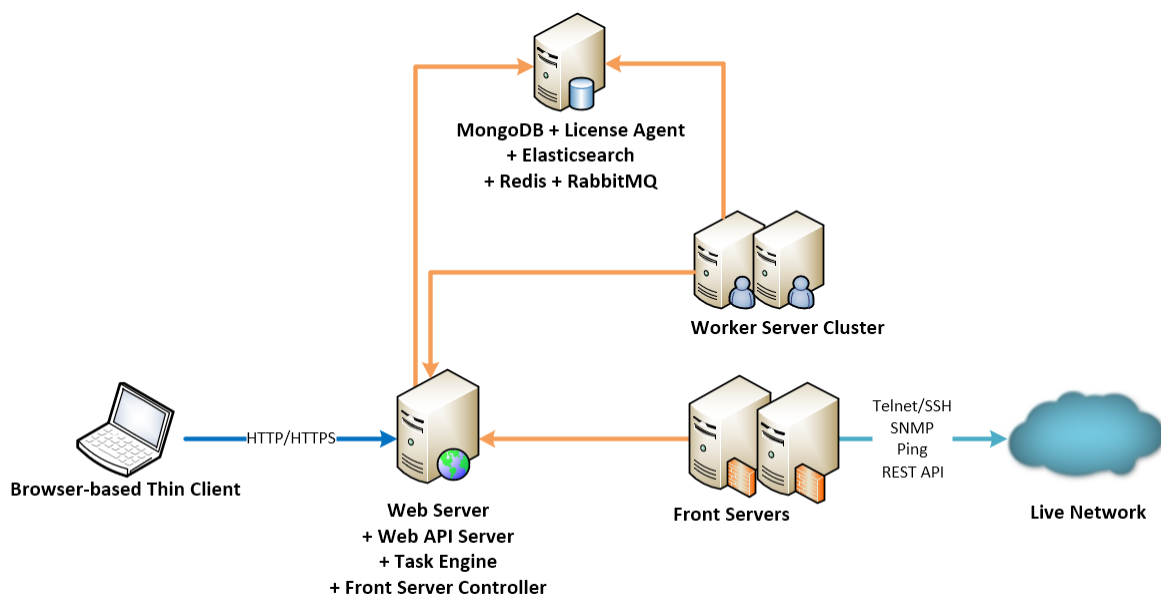 MongoDB + License Agent
+ Elasticsearch
+ Redis + RabbitMQ
Worker Server Cluster
HTTP/HTTPS
Browser-based Thin Client
Web Server
+ Web API Server
+ Task Engine
+ Front Server Controller
Front Servers
Telnet/SSH
SNMP
Ping
REST API
Live Network